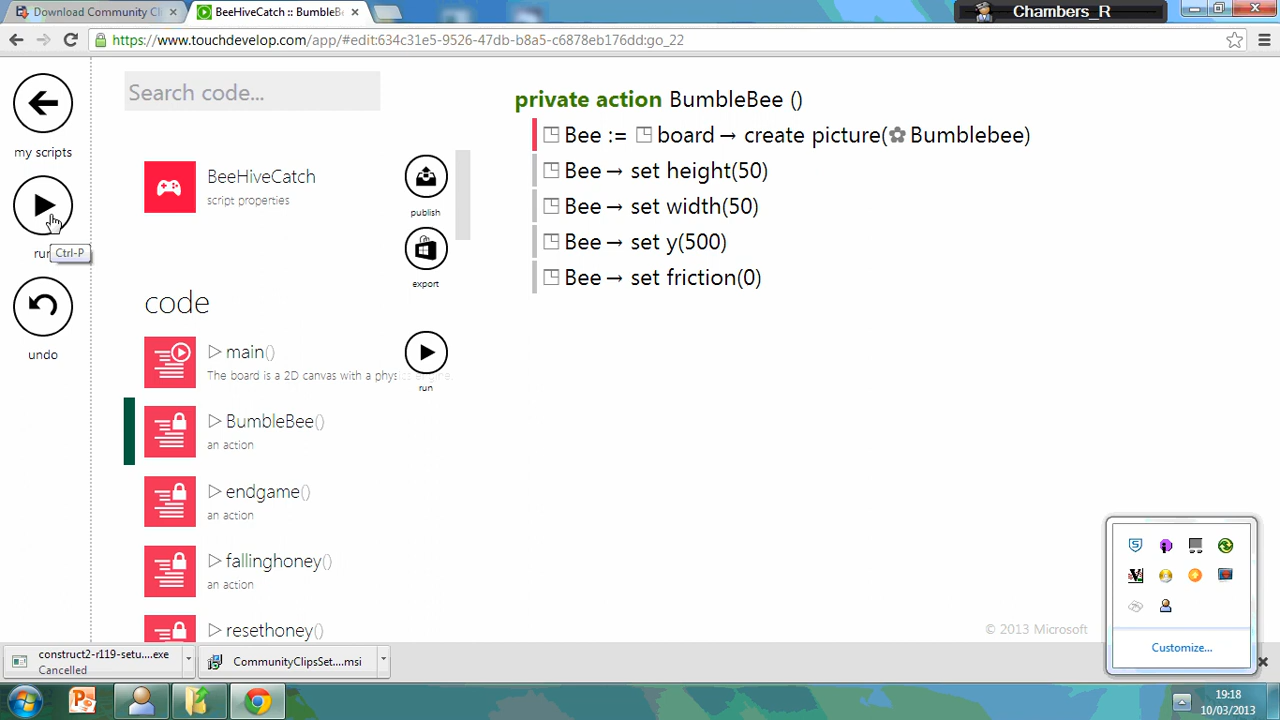 Download Community Cl
BeeHiveCatch :: BumbleBe
Chambers_R
https://www.touchdevelop.com/app/#edit:634c31e5-9526-47db-b8a5-c6878eb176dd:go_22
my scripts
run
Ctrl-P
undo
Search code...
BeeHiveCatch
script properties
publish
export
code
main()
The board is a 2D canvas with a phys
run
BumbleBee()
an action
endgame()
an action
fallinghoney()
an action
resethoney()
private action BumbleBee ()
Bee := board → create picture(Bumblebee)
Bee → set height(50)
Bee → set width(50)
Bee → set y(500)
Bee → set friction(0)
© 2013 Microsoft
Customize...
construct2-r119-setu....exe
Cancelled
CommunityClipsSet....msi
19:18
10/03/2013